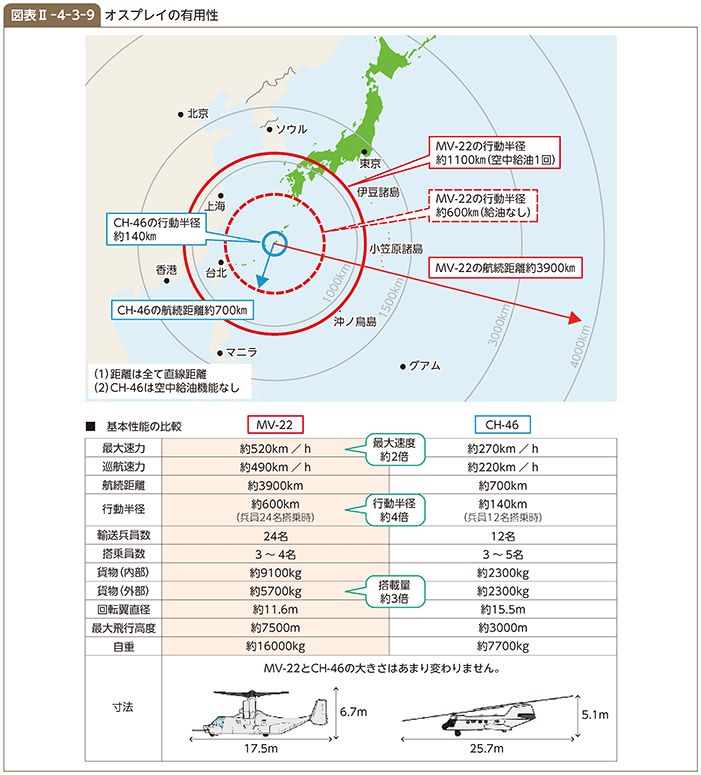 図表Ⅱ-4-3-9 オスプレイの有用性
北京
ソウル
東京
MV-22の行動半径
約1100㎞(空中給油1回)
伊豆諸島
上海
MV-22の行動半径
約600㎞(給油なし)
CH-46の行動半径
約140㎞
小笠原諸島
台北
香港
MV-22の航続距離約3900㎞
1000km
1500km
3000km
4000km
CH-46の航続距離約700㎞
沖ノ鳥島
マニラ
グアム
(1)距離は全て直線距離
(2)CH-46は空中給油機能なし
■ 基本性能の比較 MV-22 CH-46
最大速力 約520km/h 最大速度 約2倍 約270km/h
巡航速力 約490km/h 約220km/h
航続距離 約3900km 約700km
行動半径 約600km (兵員24名搭乗時) 行動半径 約4倍 約140km (兵員12名搭乗時)
輸送兵員数 24名 12名
搭乗員数 3～4名 3～5名
貨物(内部) 約9100kg 約2300kg
貨物(外部) 約5700kg 搭載量 約3倍 約2300kg
回転翼直径 約11.6m 約15.5m
最大飛行高度 約7500m 約3000m
自重 約16000kg 約7700kg
MV-22とCH-46の大きさはあまり変わりません。
寸法
6.7m
5.1m
17.5m
25.7m